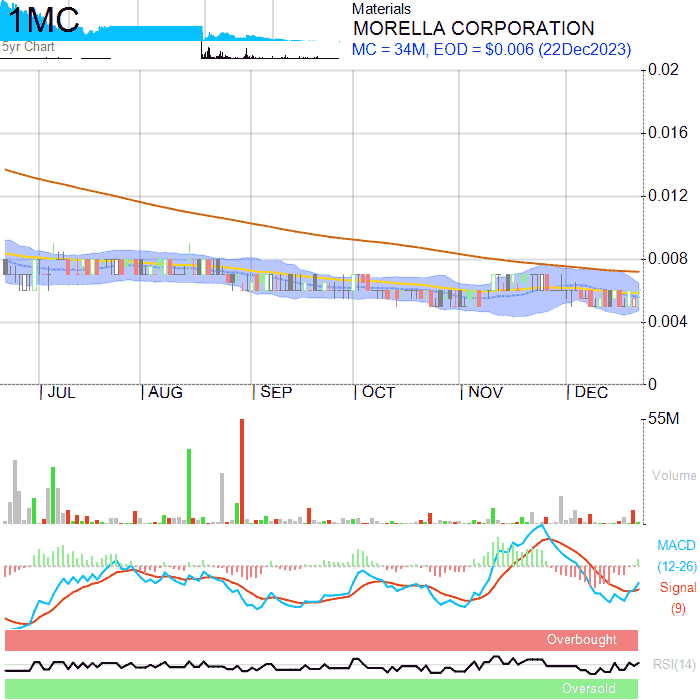 1MC
5yr Chart
Materials
MORELLA CORPORATION
MC = 34M, EOD = $0.006 (22Dec2023)
0.02
0.016
0.012
0.008
0.004
0
JUL AUG SEP OCT NOV DEC
55M
Volume
MACD
(12-26)
Signal
(9)
Overbought
RSI(14)
Oversold